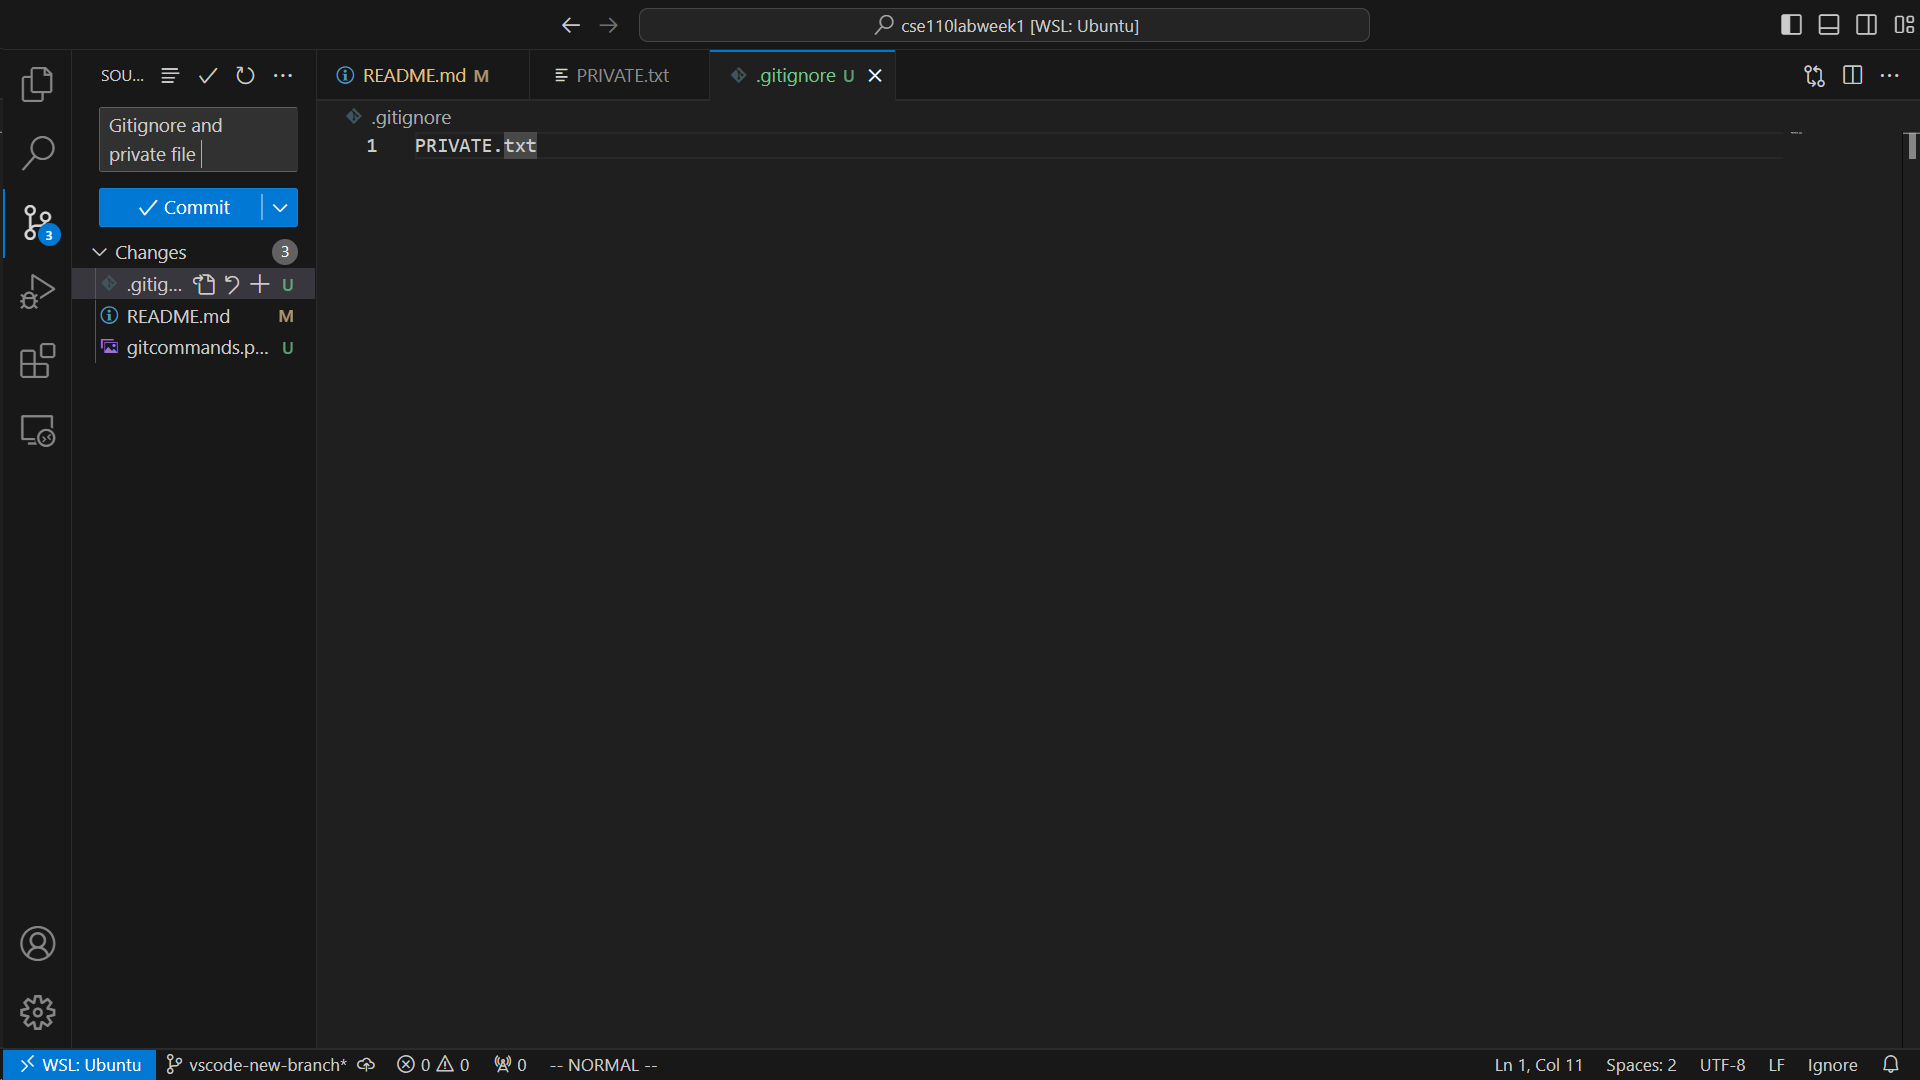 cse110labweek1 [WSL: Ubuntu]
SOU...
README.md M
PRIVATE.txt
.gitignore U
Gitignore and
private file
.gitignore
1 PRIVATE.txt
Commit
Changes 3
.gitig... U
README.md M
gitcommands.p... U
3
WSL: Ubuntu
vscode-new-branch*
0 0
0
-- NORMAL --
Ln 1, Col 11
Spaces: 2
UTF-8
LF
Ignore